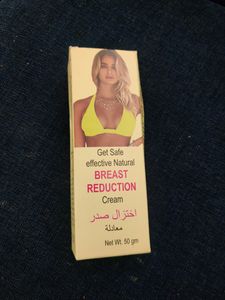 Get Safe
effective Natural
BREAST
REDUCTION
Cream
اختزال صدر
معادلة
Net Wt. 50 gm